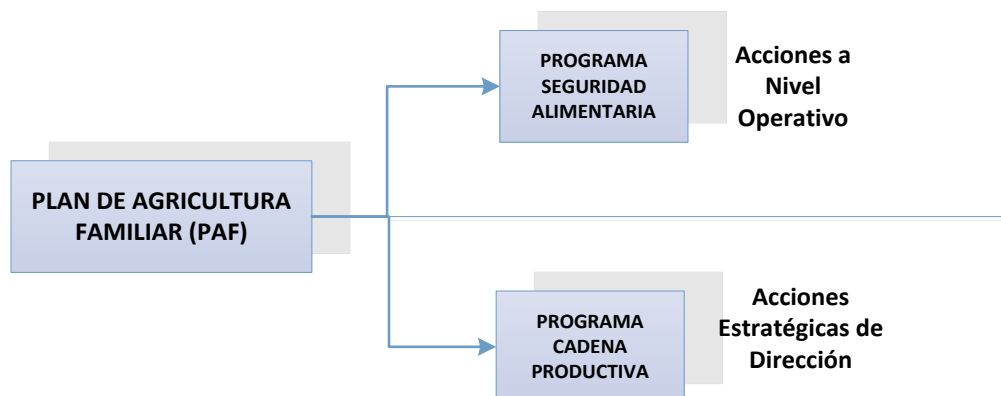 PROGRAMA
SEGURIDAD
ALIMENTARIA
Acciones a
Nivel
Operativo
PLAN DE AGRICULTURA
FAMILIAR (PAF)
PROGRAMA
CADENA
PRODUCTIVA
Acciones
Estratégicas de
Dirección